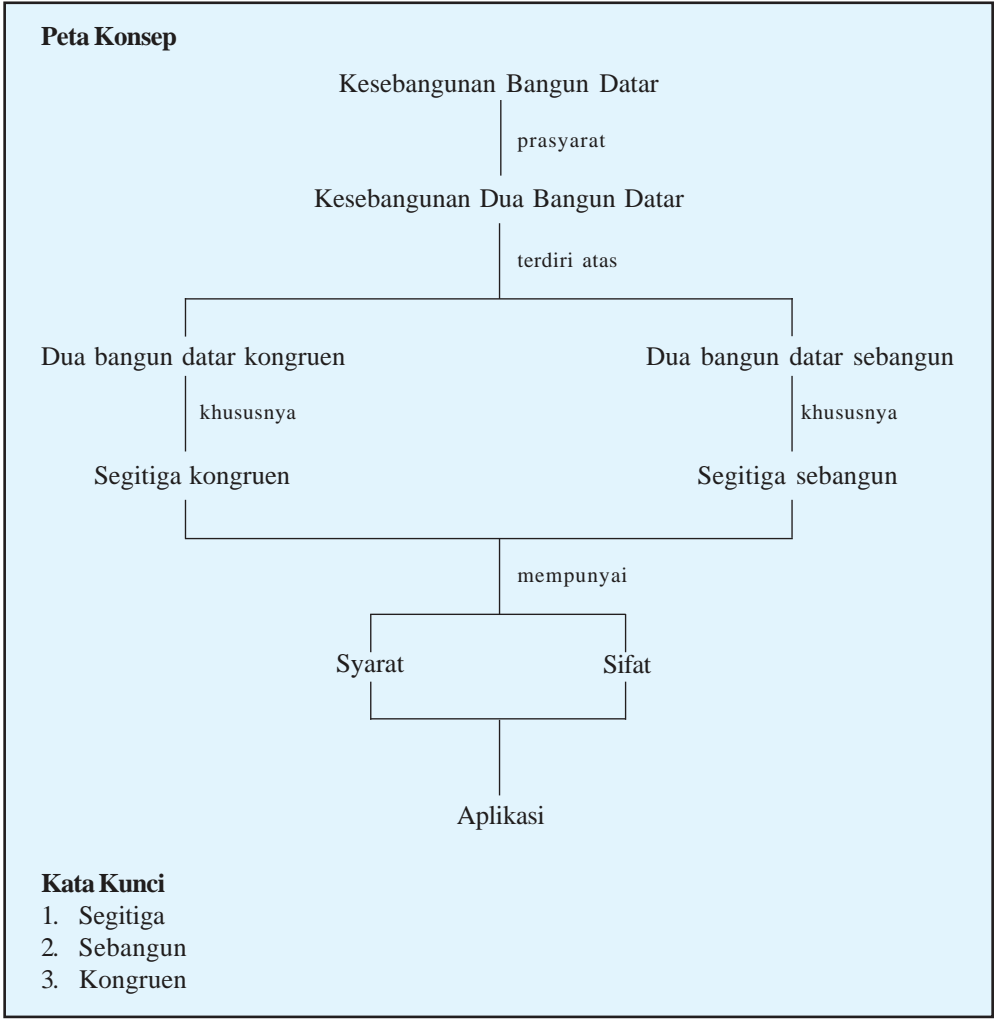 Peta Konsep
Kesebangunan Bangun Datar
prasyarat
Kesebangunan Dua Bangun Datar
terdiri atas
Dua bangun datar kongruen
Dua bangun datar sebangun
khususnya
khususnya
Segitiga kongruen
Segitiga sebangun
mempunyai
Syarat
Sifat
Aplikasi
Kata Kunci
1. Segitiga
2. Sebangun
3. Kongruen